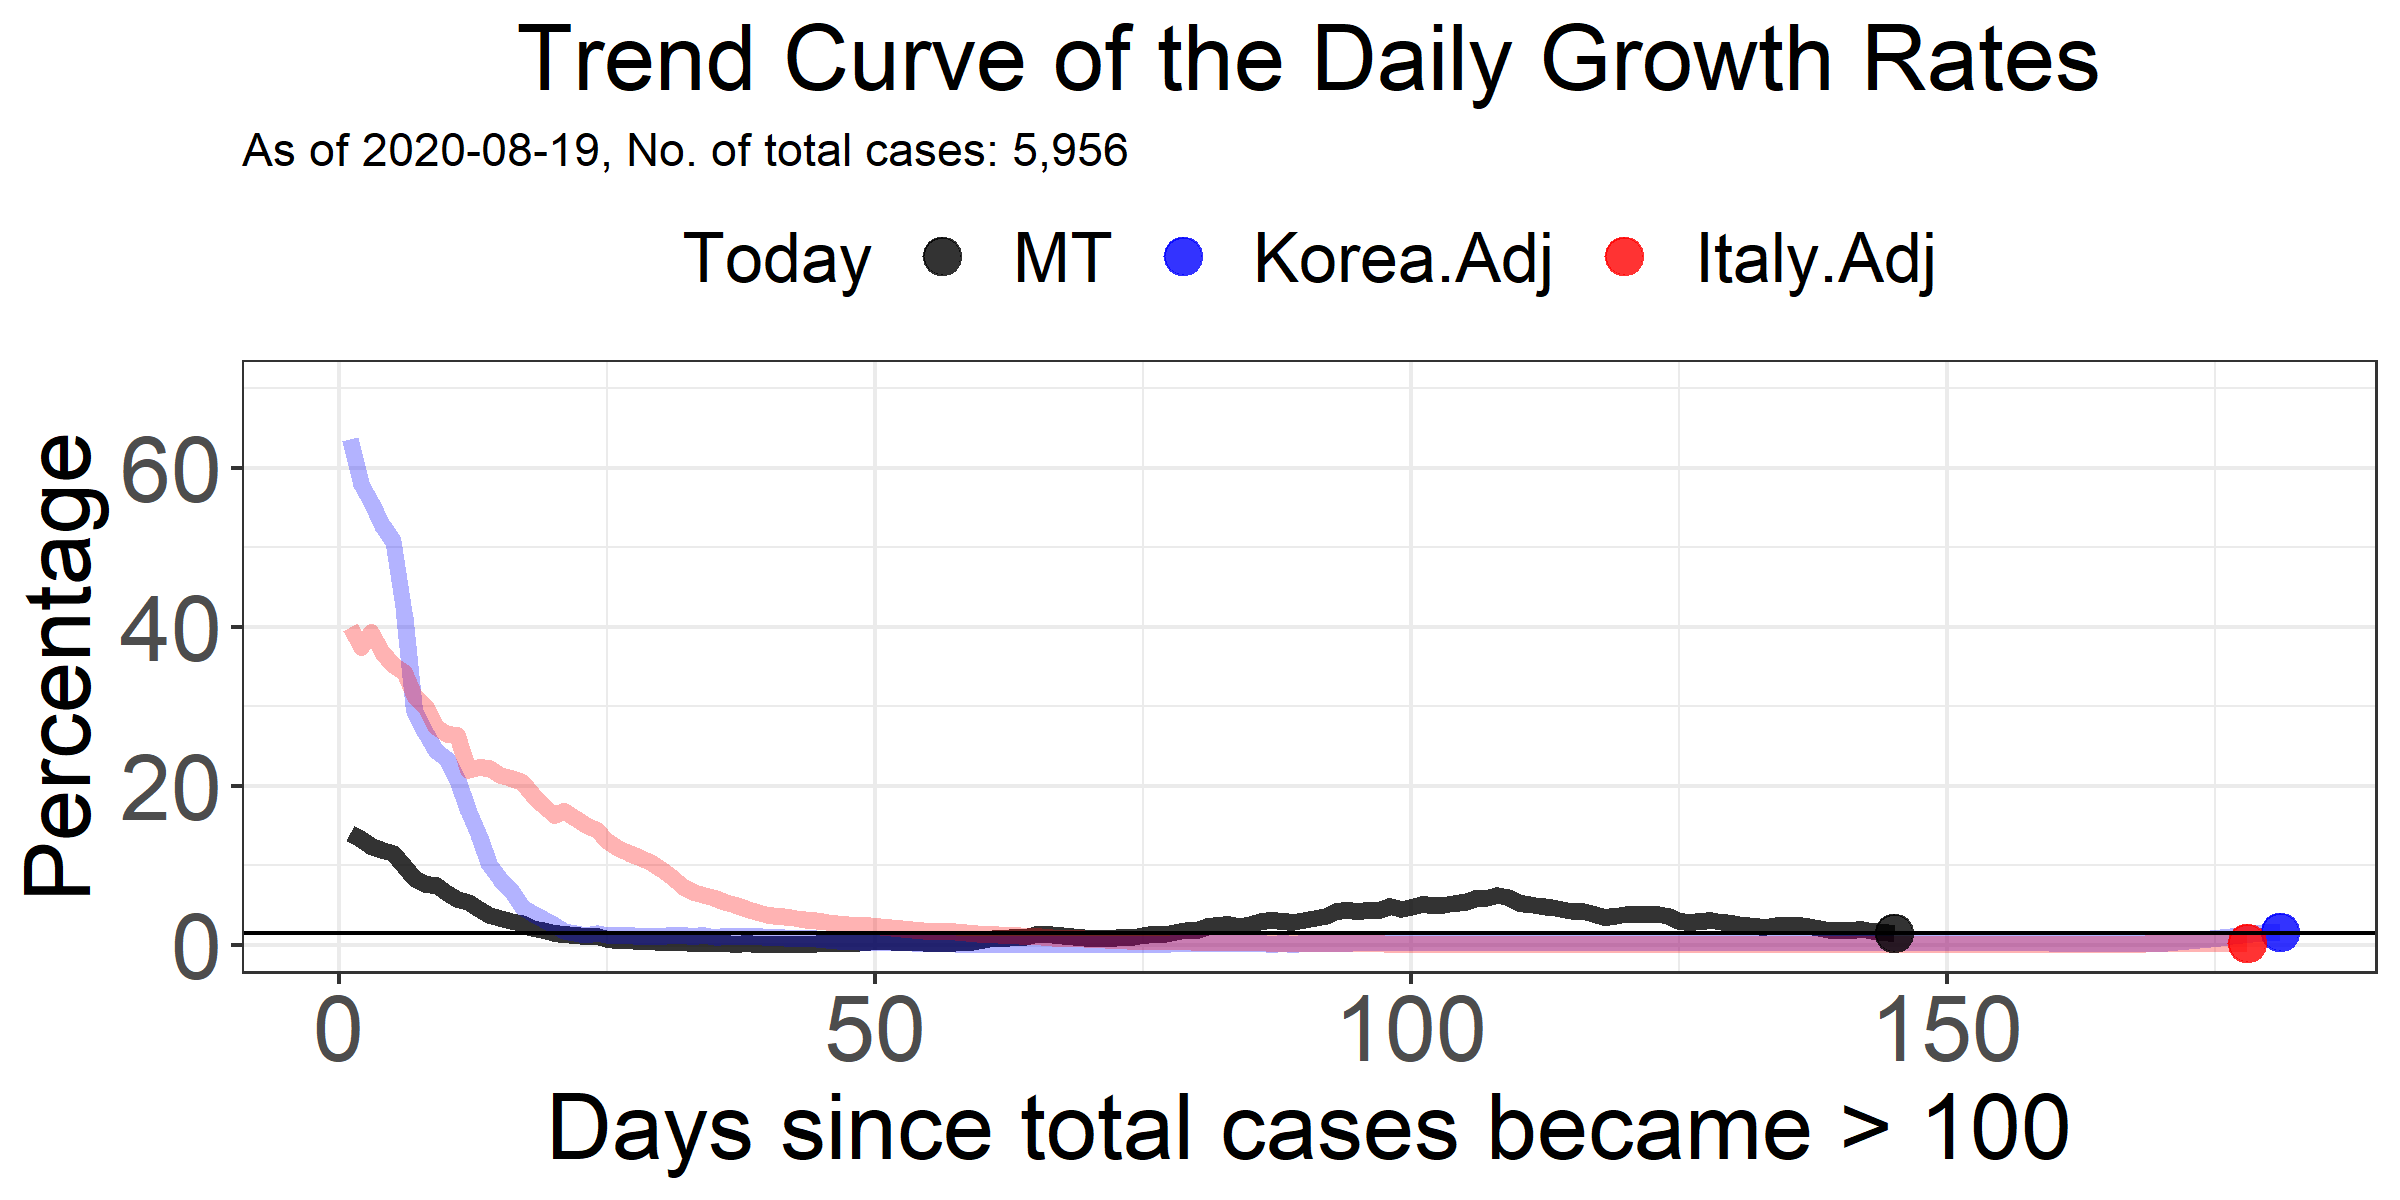 Trend Curve of the Daily Growth Rates
As of 2020-08-19, No. of total cases: 5,956
Today MT Korea.Adj Italy.Adj
Percentage
60
40
20
0
0 50 100 150
Days since total cases became > 100